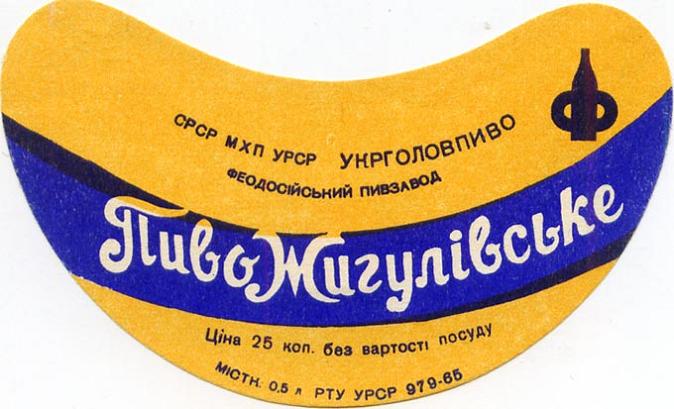 СРСР МХП УРСР УКРГОЛОВПИВО
ФЕОДОСІЙСЬКИЙ ПИВЗАВОД
Пиво Жигулівське
Ціна 25 коп. без вартості посуду
МІСТК. 0,5 л РТУ УРСР 979-65